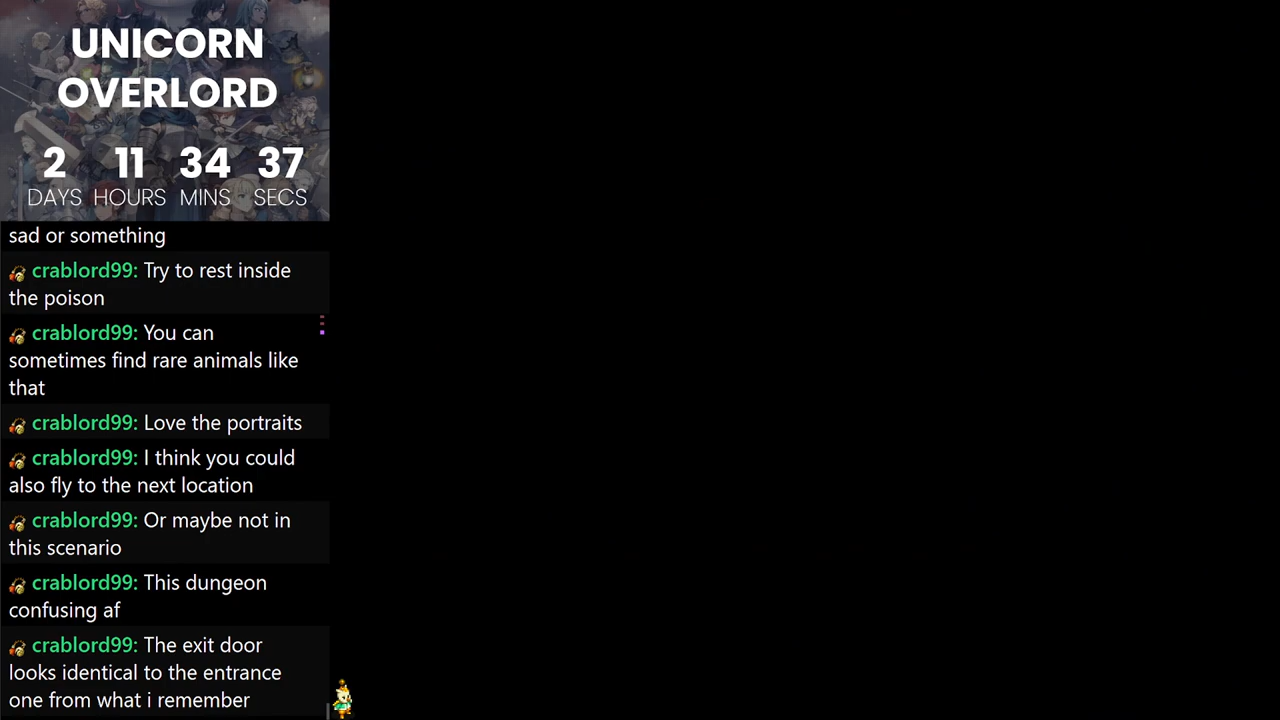 UNICORN
OVERLORD
2 11 34 37
DAYS HOURS MINS SECS
sad or something
crablord99: Try to rest inside
the poison
crablord99: You can
sometimes find rare animals like
that
crablord99: Love the portraits
crablord99: I think you could
also fly to the next location
crablord99: Or maybe not in
this scenario
crablord99: This dungeon
confusing af
crablord99: The exit door
looks identical to the entrance
one from what i remember